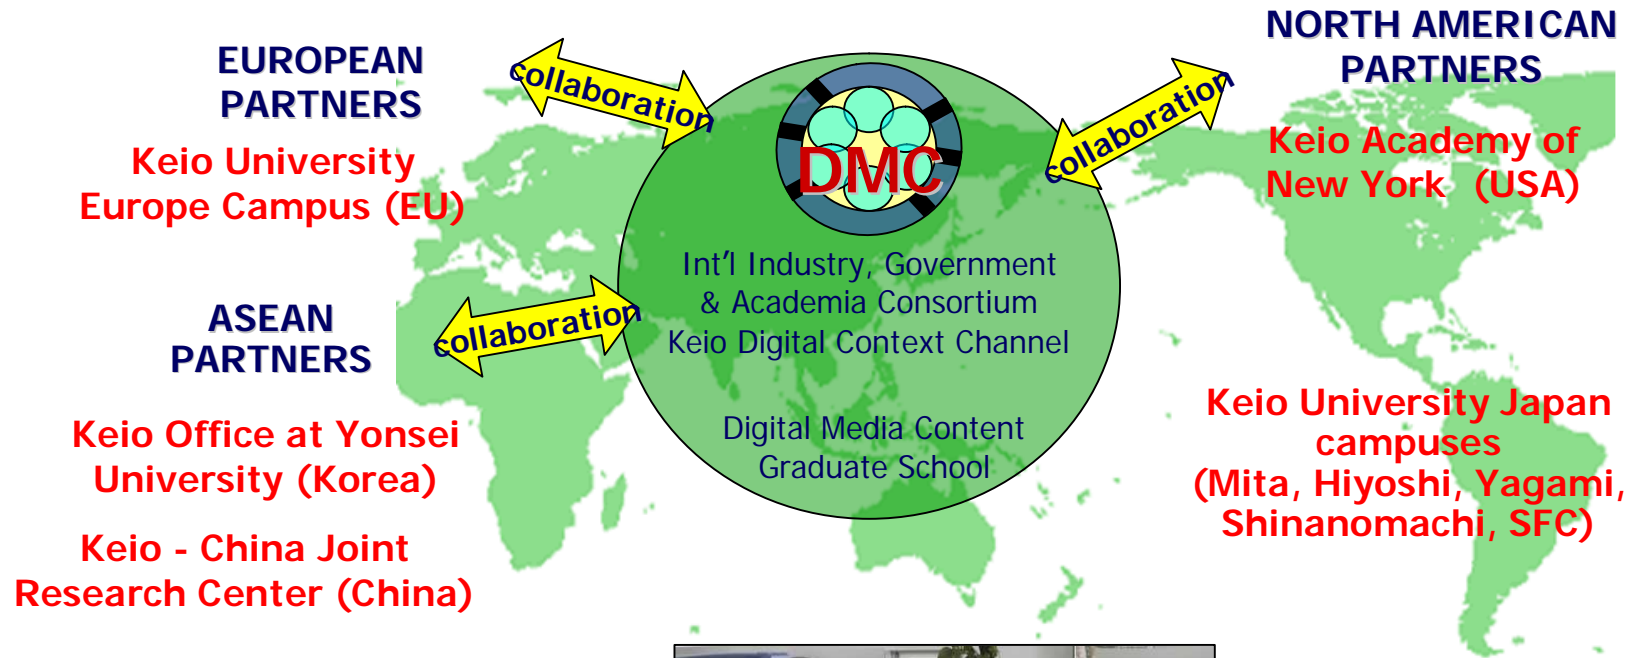 EUROPEAN
PARTNERS
Keio University
Europe Campus (EU)
collaboration
DMC
collaboration
NORTH AMERICAN
PARTNERS
Keio Academy of
New York (USA)
Int'l Industry, Government
& Academia Consortium
Keio Digital Context Channel
Digital Media Content
Graduate School
ASEAN
PARTNERS
collaboration
Keio Office at Yonsei
University (Korea)
Keio - China Joint
Research Center (China)
Keio University Japan
campuses
(Mita, Hiyoshi, Yagami,
Shinanomachi, SFC)